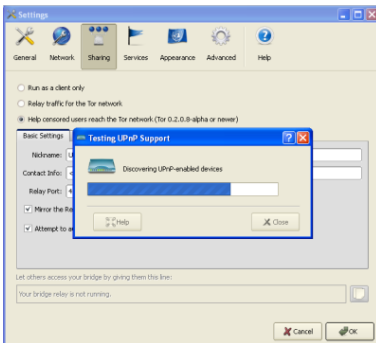 Settings
General Network Sharing Services Appearance Advanced Help
Run as a client only
Relay traffic for the Tor network
Help censored users reach the Tor network (Tor 0.2.0.8-alpha or newer)
Basic Settings
Testing UPnP Support
Nickname: U
Discovering UPnP-enabled devices
Contact Info: <
Relay Port: 4
Mirror the Re
Help Close
Attempt to a
Let others access your bridge by giving them this line:
Your bridge relay is not running.
Cancel OK